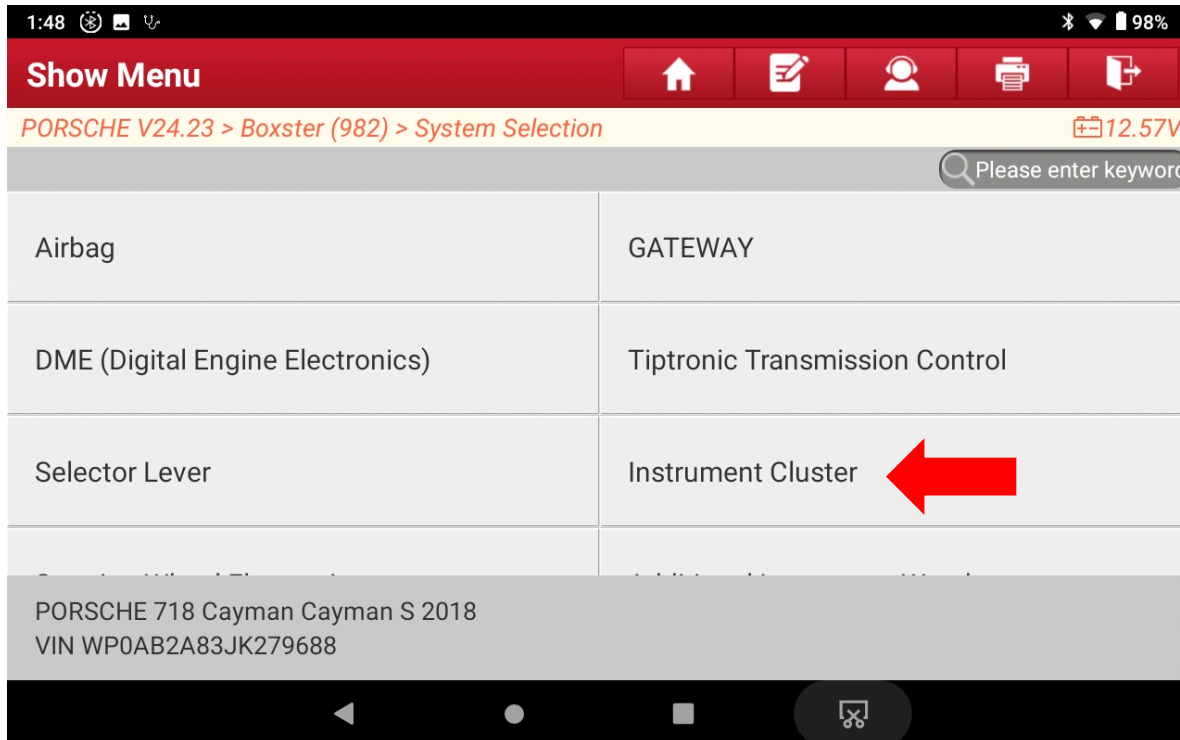 1:48 98%
Show Menu
PORSCHE V24.23 > Boxster (982) > System Selection 12.57V
Please enter keyword
Airbag GATEWAY
DME (Digital Engine Electronics) Tiptronic Transmission Control
Selector Lever Instrument Cluster
PORSCHE 718 Cayman Cayman S 2018
VIN WP0AB2A83JK279688